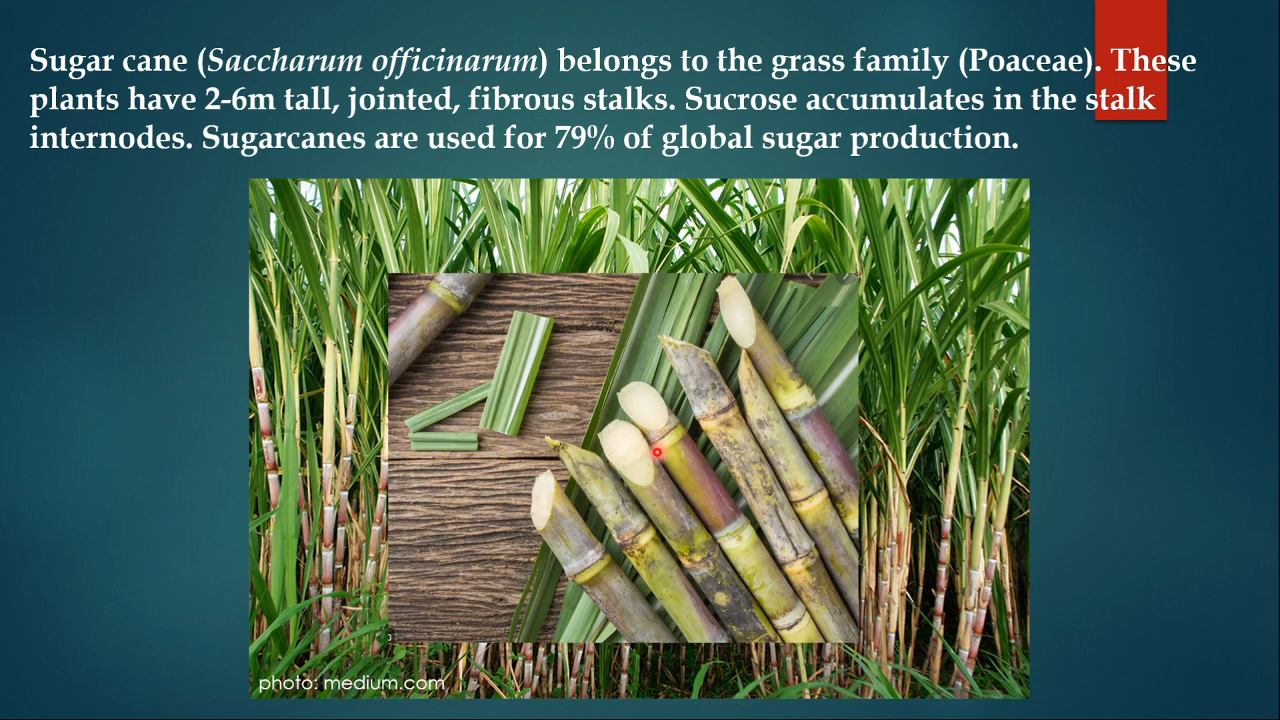 Sugar cane (Saccharum officinarum) belongs to the grass family (Poaceae). These
plants have 2-6m tall, jointed, fibrous stalks. Sucrose accumulates in the stalk
internodes. Sugarcanes are used for 79% of global sugar production.
photo: medium.com